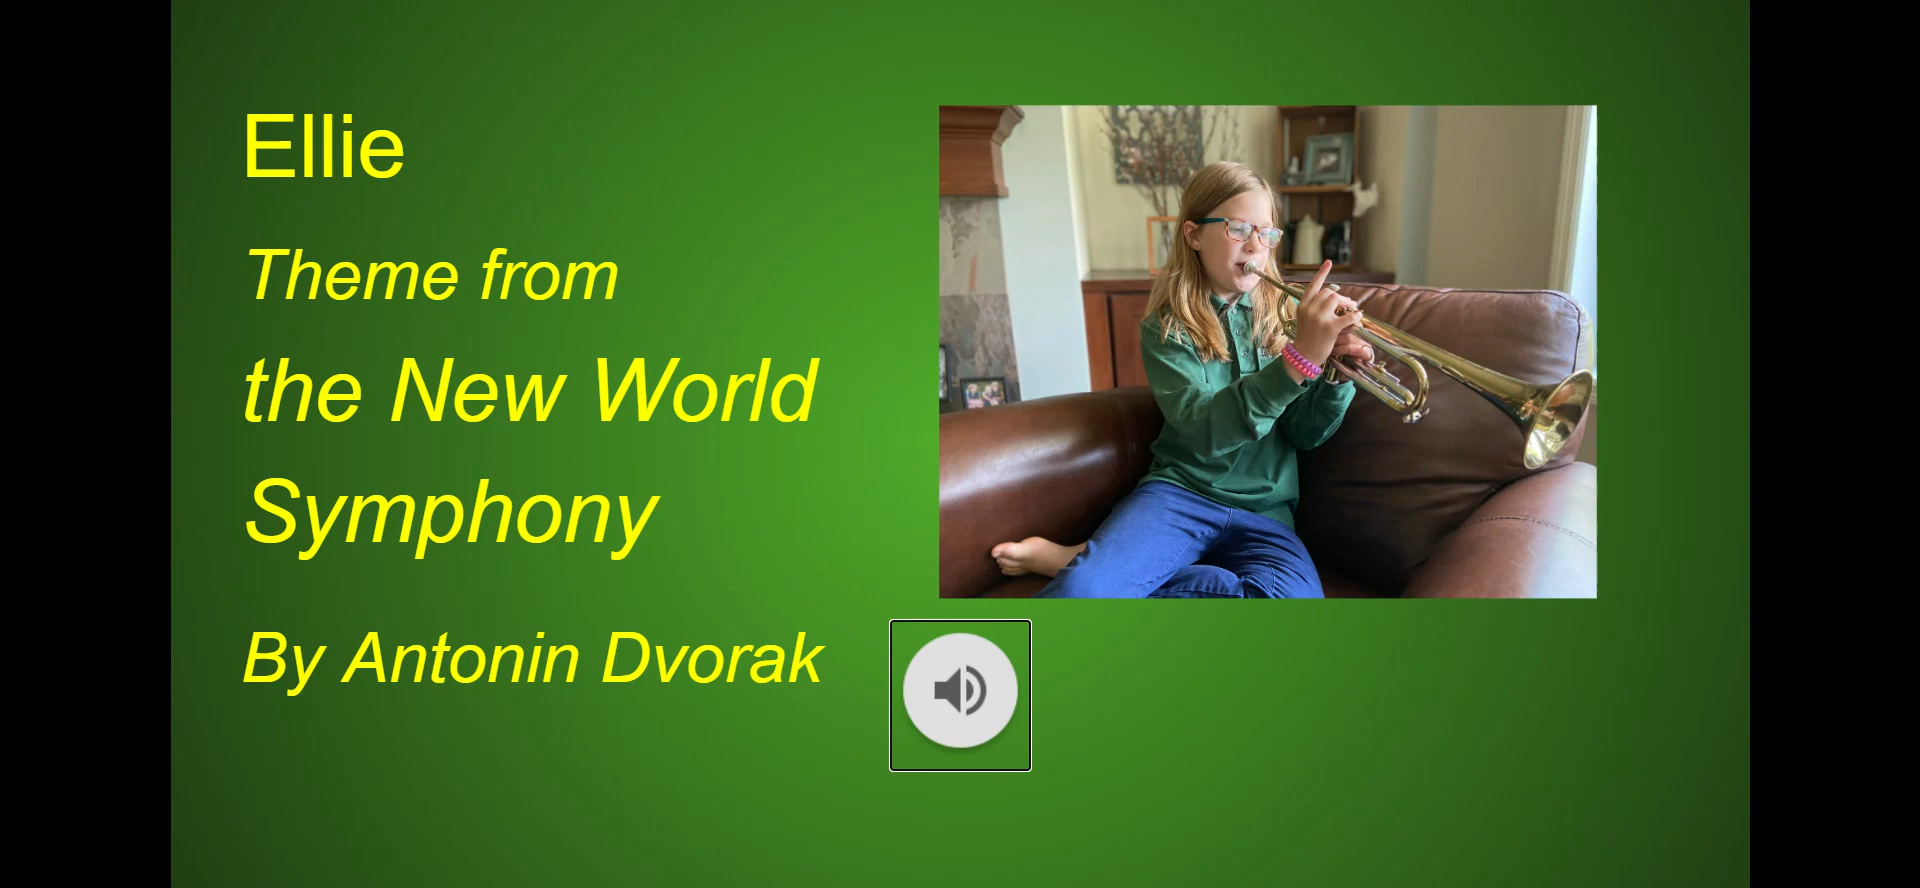 Ellie
Theme from
the New World
Symphony
By Antonin Dvorak